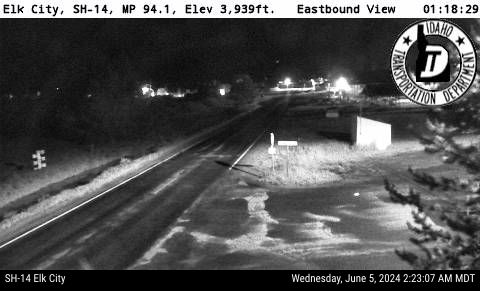 Elk City, SH-14, MP 94.1, Elev 3,939ft. Eastbound View 01:18:29
IDAHO
TRANSPORTATION DEPARTMENT
SH-14 Elk City Wednesday, June 5, 2024 2:23:07 AM MDT